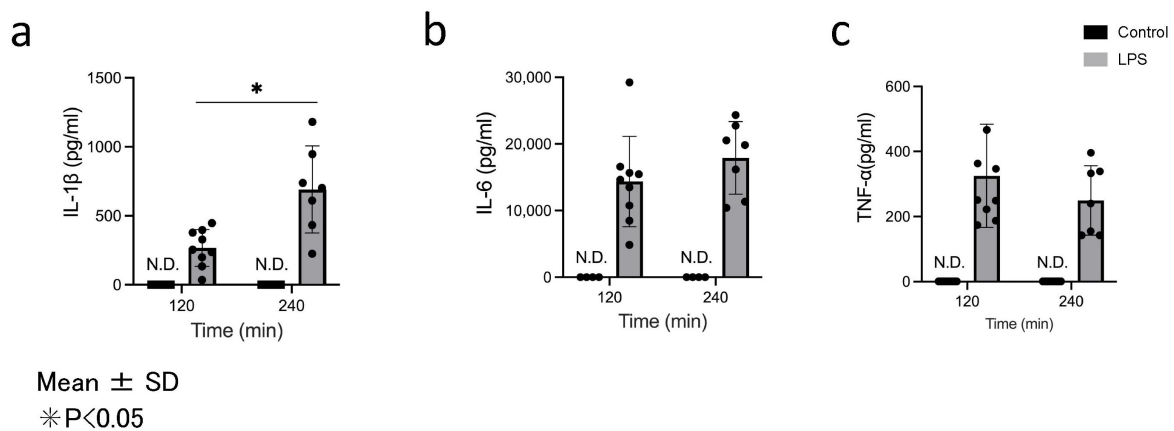 a
1500
1000
500
0
IL-1β (pg/ml)
*
N.D.
N.D.
120
240
Time (min)
b
30,000
20,000
10,000
0
IL-6 (pg/ml)
N.D.
N.D.
120
240
Time (min)
c
Control
LPS
600
400
200
0
TNF-α(pg/ml)
N.D.
N.D.
120
240
Time (min)
Mean ± SD
✳P<0.05